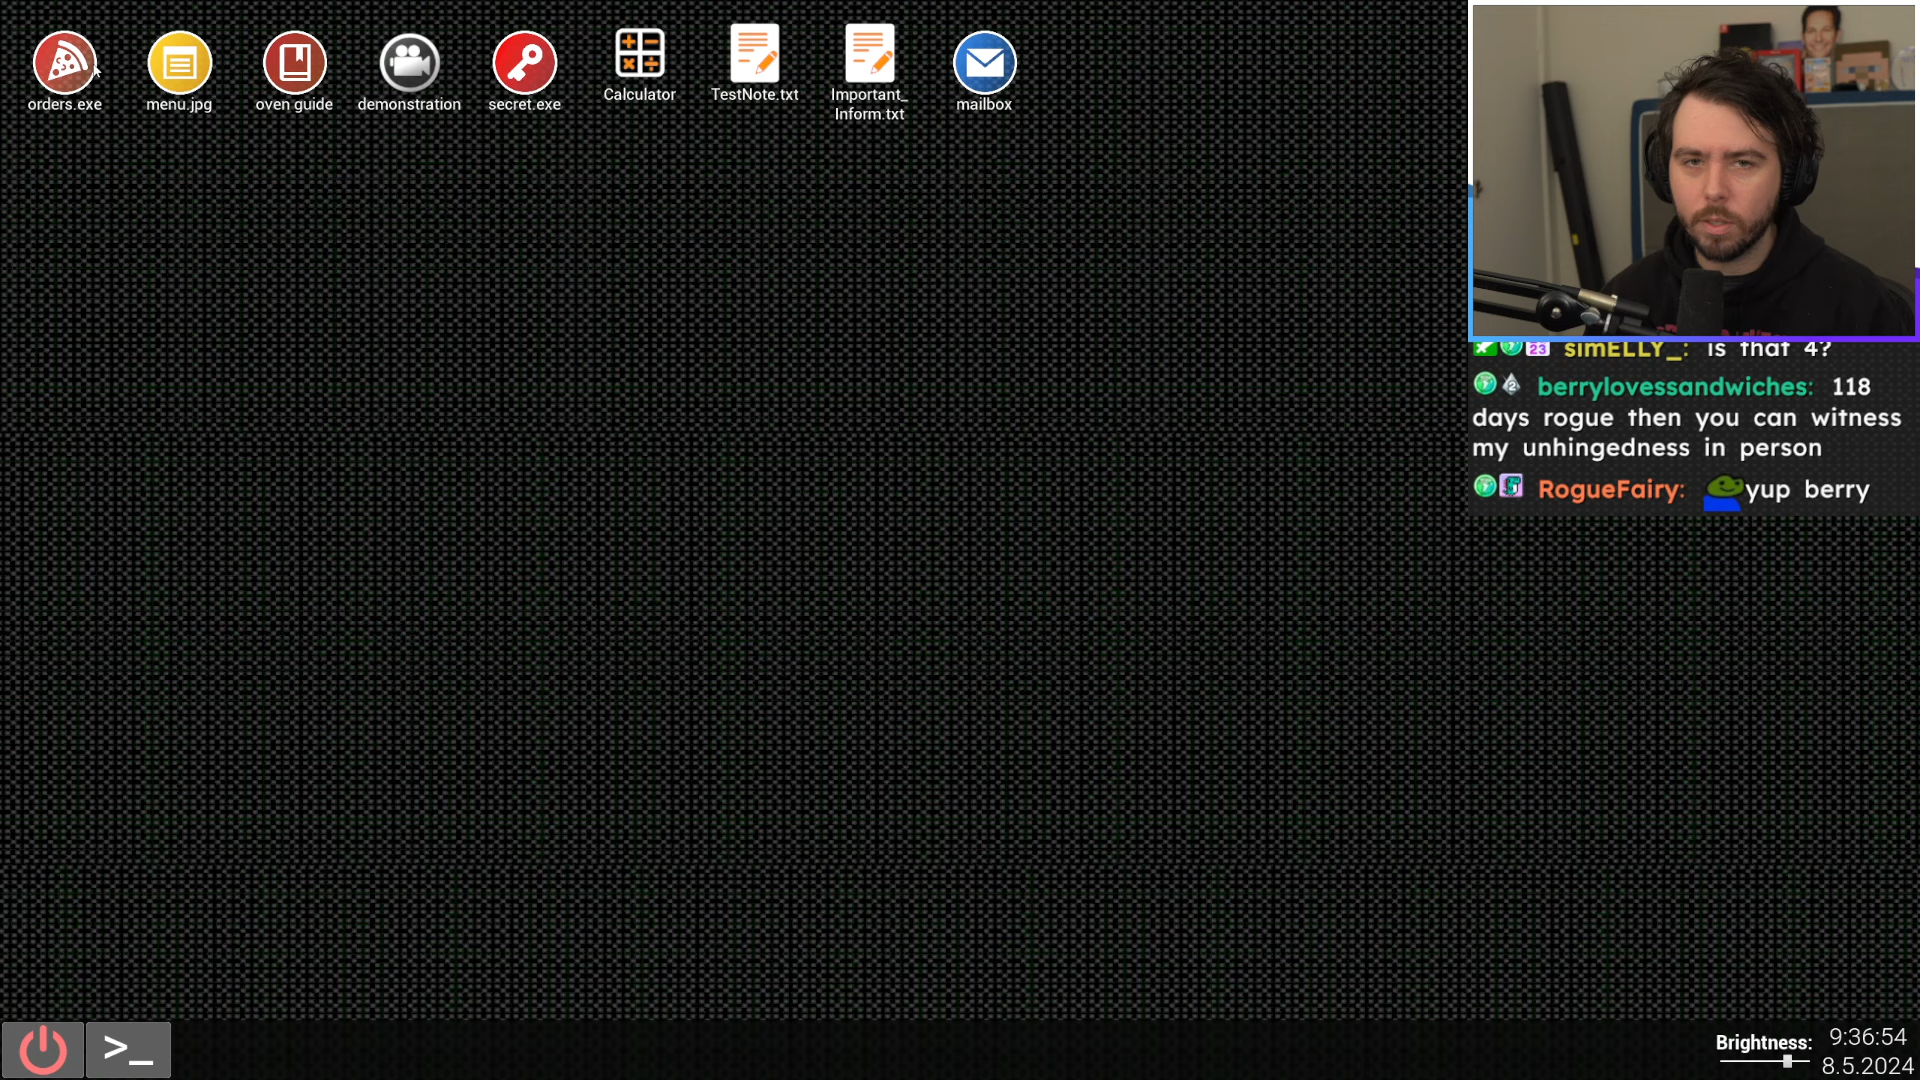 orders.exe
menu.jpg
oven guide
demonstration
secret.exe
Calculator
TestNote.txt
Important_
Inform.txt
mailbox
23 simELLY_: is that 4?
2 berrylovessandwiches: 118
days rogue then you can witness
my unhingedness in person
RogueFairy: yup berry
>_
Brightness:
9:36:54
8.5.2024